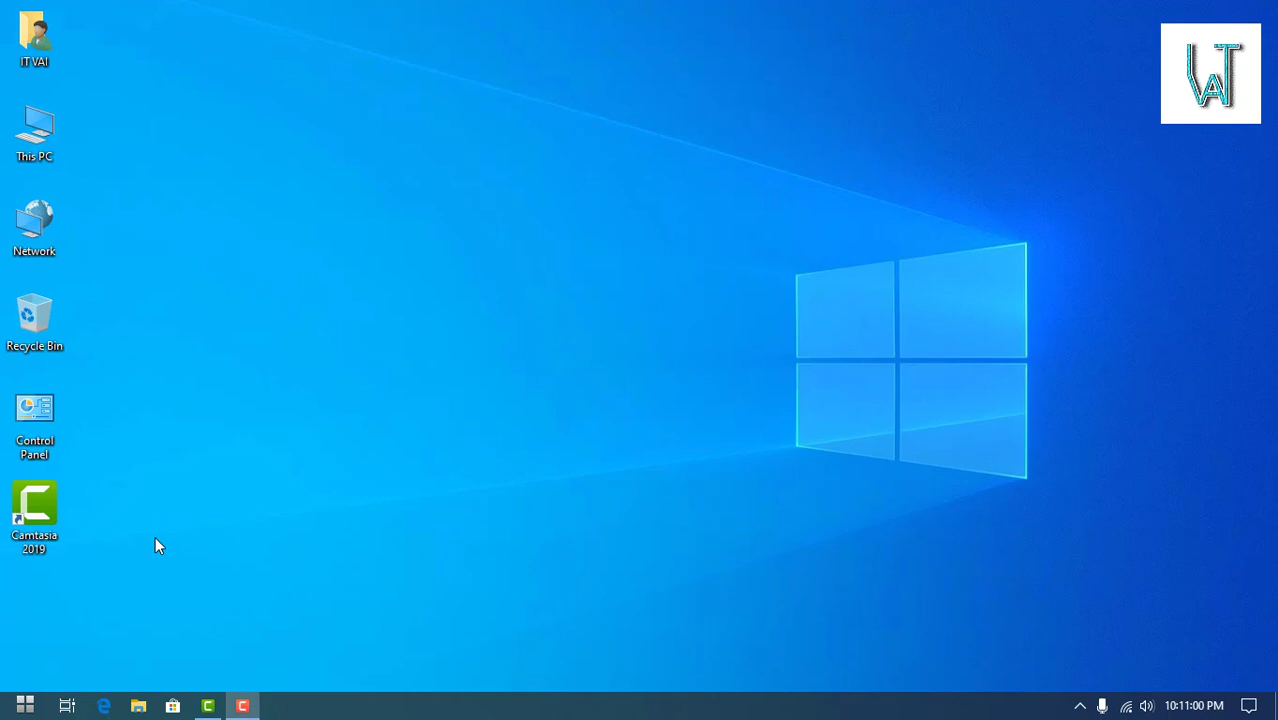 IT VAI
This PC
Network
Recycle Bin
Control
Panel
Camtasia
2019
10:11:00 PM